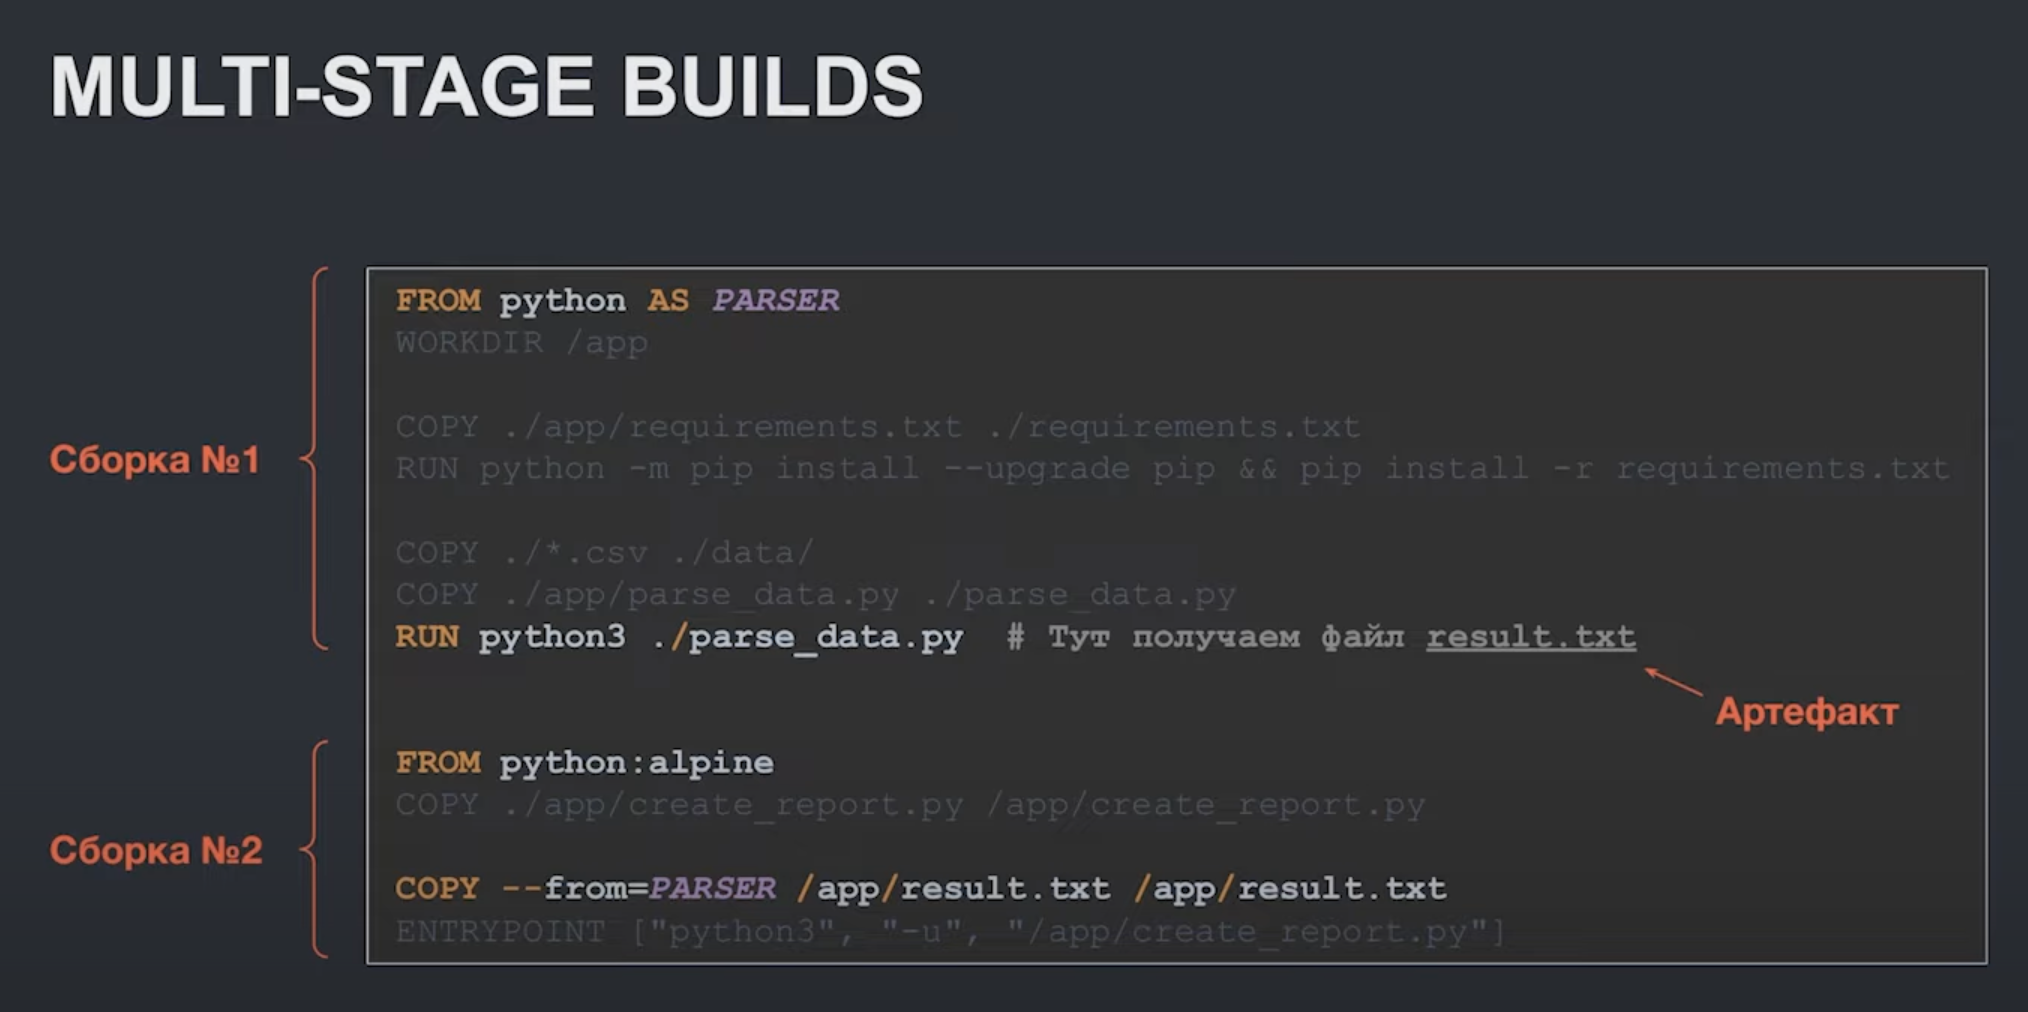 MULTI-STAGE BUILDS
Сборка №1
FROM python AS PARSER
WORKDIR /app
COPY ./app/requirements.txt ./requirements.txt
RUN python -m pip install --upgrade pip && pip install -r requirements.txt
COPY ./*.csv ./data/
COPY ./app/parse_data.py ./parse_data.py
RUN python3 ./parse_data.py # Тут получаем файл result.txt
Артефакт
Сборка №2
FROM python:alpine
COPY ./app/create_report.py /app/create_report.py
COPY --from=PARSER /app/result.txt /app/result.txt
ENTRYPOINT ["python3", "-u", "/app/create_report.py"]